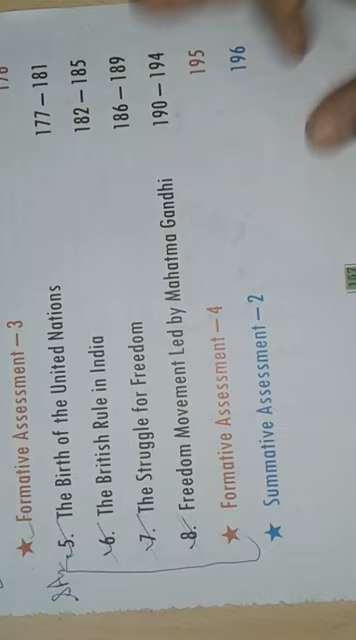 176
★ Formative Assessment – 3
5. The Birth of the United Nations 177 – 181
6. The British Rule in India 182 – 185
7. The Struggle for Freedom 186 – 189
8. Freedom Movement Led by Mahatma Gandhi 190 – 194
★ Formative Assessment – 4 195
★ Summative Assessment – 2 196
167